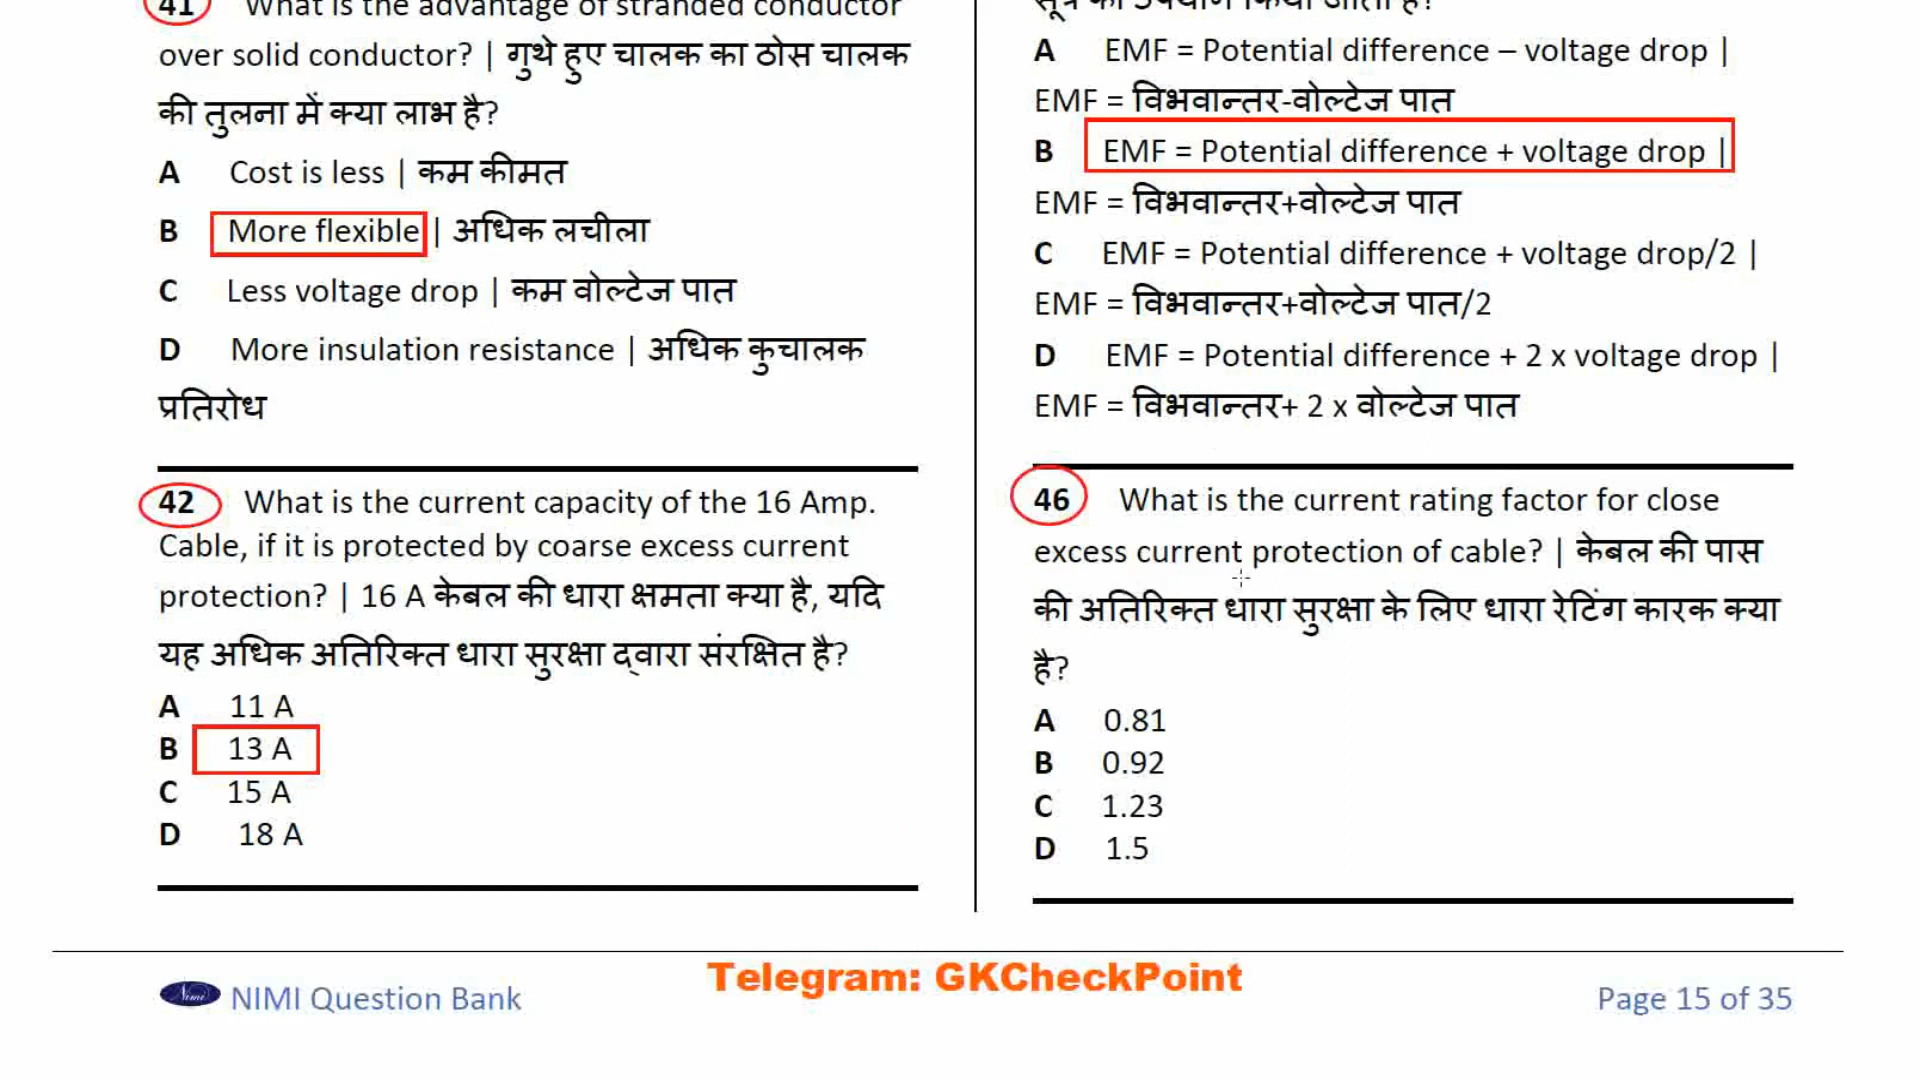 41 What is the advantage of stranded conductor
over solid conductor? | गुथे हुए चालक का ठोस चालक
की तुलना में क्या लाभ है?
A Cost is less | कम कीमत
B More flexible | अधिक लचीला
C Less voltage drop | कम वोल्टेज पात
D More insulation resistance | अधिक कुचालक
प्रतिरोध
42 What is the current capacity of the 16 Amp.
Cable, if it is protected by coarse excess current
protection? | 16 A केबल की धारा क्षमता क्या है, यदि
यह अधिक अतिरिक्त धारा सुरक्षा द्वारा संरक्षित है?
A 11 A
B 13 A
C 15 A
D 18 A
सूत्र का उपयोग किया जाता है?
A EMF = Potential difference – voltage drop |
EMF = विभवान्तर-वोल्टेज पात
B EMF = Potential difference + voltage drop |
EMF = विभवान्तर+वोल्टेज पात
C EMF = Potential difference + voltage drop/2 |
EMF = विभवान्तर+वोल्टेज पात/2
D EMF = Potential difference + 2 x voltage drop |
EMF = विभवान्तर+ 2 x वोल्टेज पात
46 What is the current rating factor for close
excess current protection of cable? | केबल की पास
की अतिरिक्त धारा सुरक्षा के लिए धारा रेटिंग कारक क्या
है?
A 0.81
B 0.92
C 1.23
D 1.5
Nimi NIMI Question Bank
Telegram: GKCheckPoint
Page 15 of 35